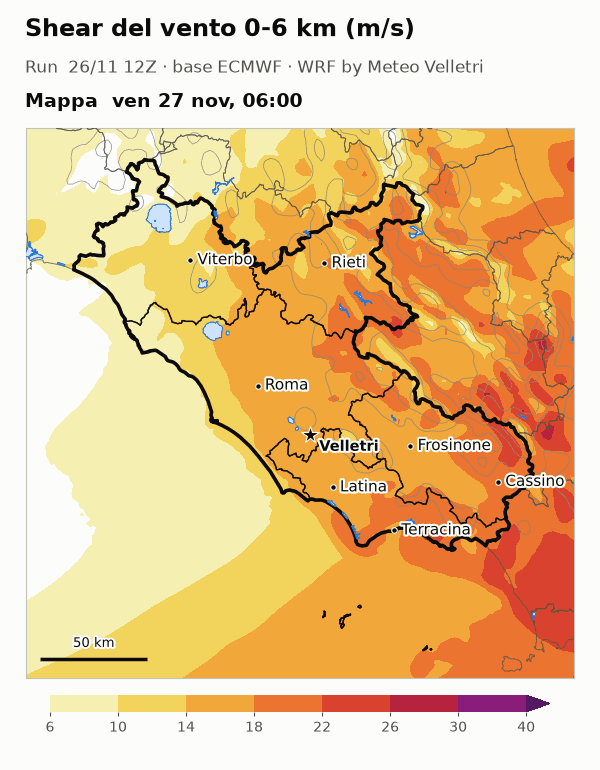 Shear del vento 0-6 km (m/s)
Run  26/11 12Z · base ECMWF · WRF by Meteo Velletri
Mappa  ven 27 nov, 06:00
Viterbo
Rieti
Roma
Velletri
Frosinone
Latina
Cassino
Terracina
50 km
6 10 14 18 22 26 30 40